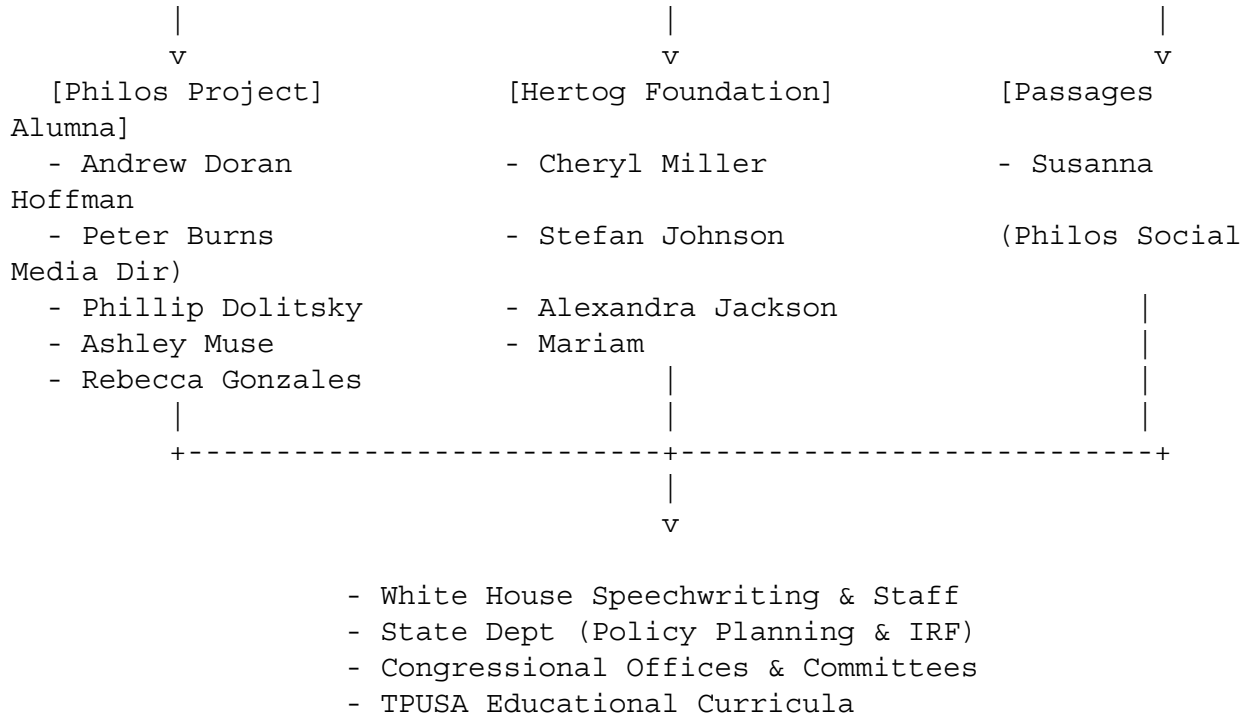 |                           |                           |
v                           v                           v
[Philos Project]          [Hertog Foundation]         [Passages
Alumna]
- Andrew Doran            - Cheryl Miller             - Susanna
Hoffman
- Peter Burns             - Stefan Johnson            (Philos Social
Media Dir)
- Phillip Dolitsky        - Alexandra Jackson                 |
- Ashley Muse             - Mariam                            |
- Rebecca Gonzales                 |                          |
|                           |                          |
+---------------------------+---------------------------+
|
v
- White House Speechwriting & Staff
- State Dept (Policy Planning & IRF)
- Congressional Offices & Committees
- TPUSA Educational Curricula